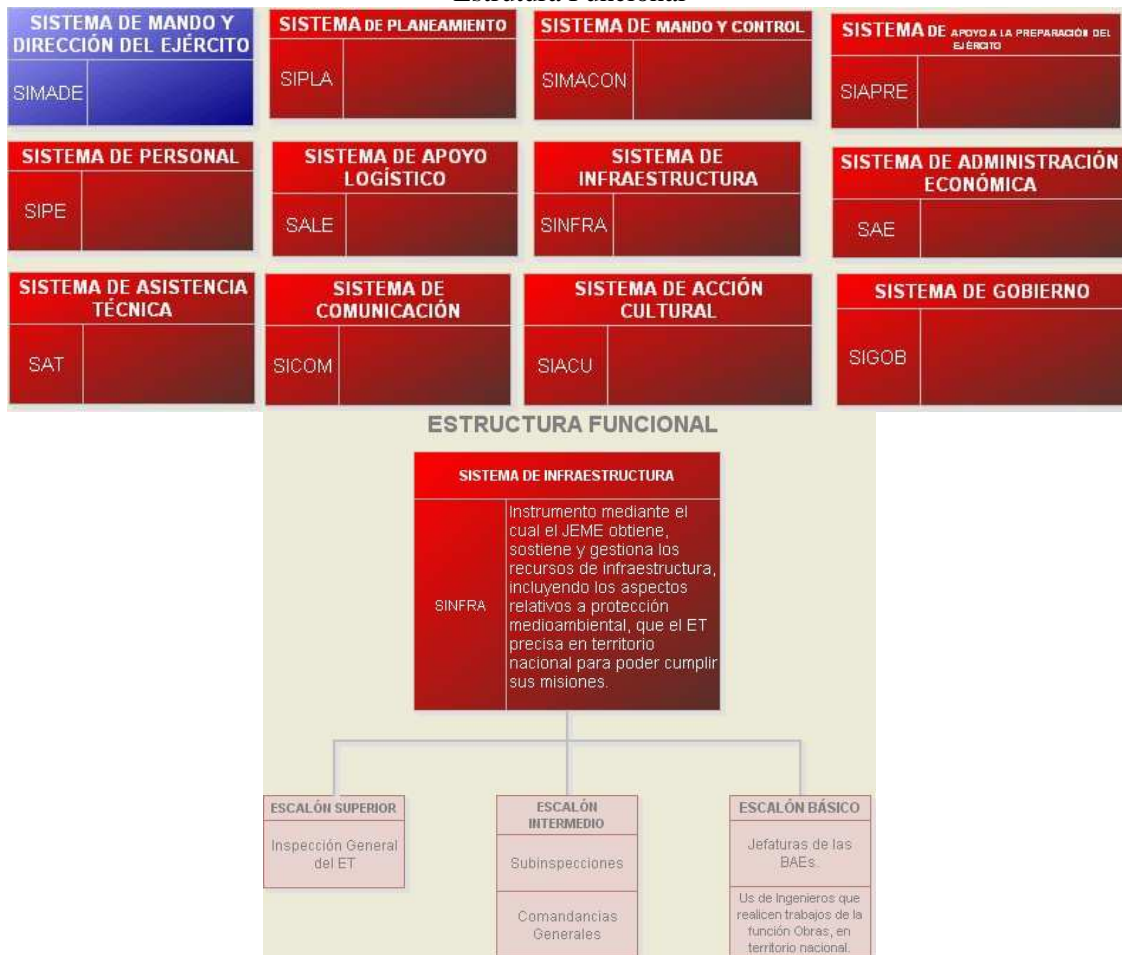 Estrutura Funcional
SISTEMA DE MANDO Y
DIRECCIÓN DEL EJÉRCITO
SIMADE
SISTEMA DE PLANEAMIENTO
SIPLA
SISTEMA DE MANDO Y CONTROL
SIMACON
SISTEMA DE APOYO A LA PREPARACIÓN DEL
EJÉRCITO
SIAPRE
SISTEMA DE PERSONAL
SIPE
SISTEMA DE APOYO
LOGÍSTICO
SALE
SISTEMA DE
INFRAESTRUCTURA
SINFRA
SISTEMA DE ADMINISTRACIÓN
ECONÓMICA
SAE
SISTEMA DE ASISTENCIA
TÉCNICA
SAT
SISTEMA DE
COMUNICACIÓN
SICOM
SISTEMA DE ACCIÓN
CULTURAL
SIACU
SISTEMA DE GOBIERNO
SIGOB
ESTRUCTURA FUNCIONAL
SISTEMA DE INFRAESTRUCTURA
SINFRA
Instrumento mediante el
cual el JEME obtiene,
sostiene y gestiona los
recursos de infraestructura,
incluyendo los aspectos
relativos a protección
medioambiental, que el ET
precisa en territorio
nacional para poder cumplir
sus misiones.
ESCALÓN SUPERIOR
Inspección General
del ET
ESCALÓN
INTERMEDIO
Subinspecciones
Comandancias
Generales
ESCALÓN BÁSICO
Jefaturas de las
BAEs.
Us de Ingenieros que
realicen trabajos de la
función Obras, en
territorio nacional.